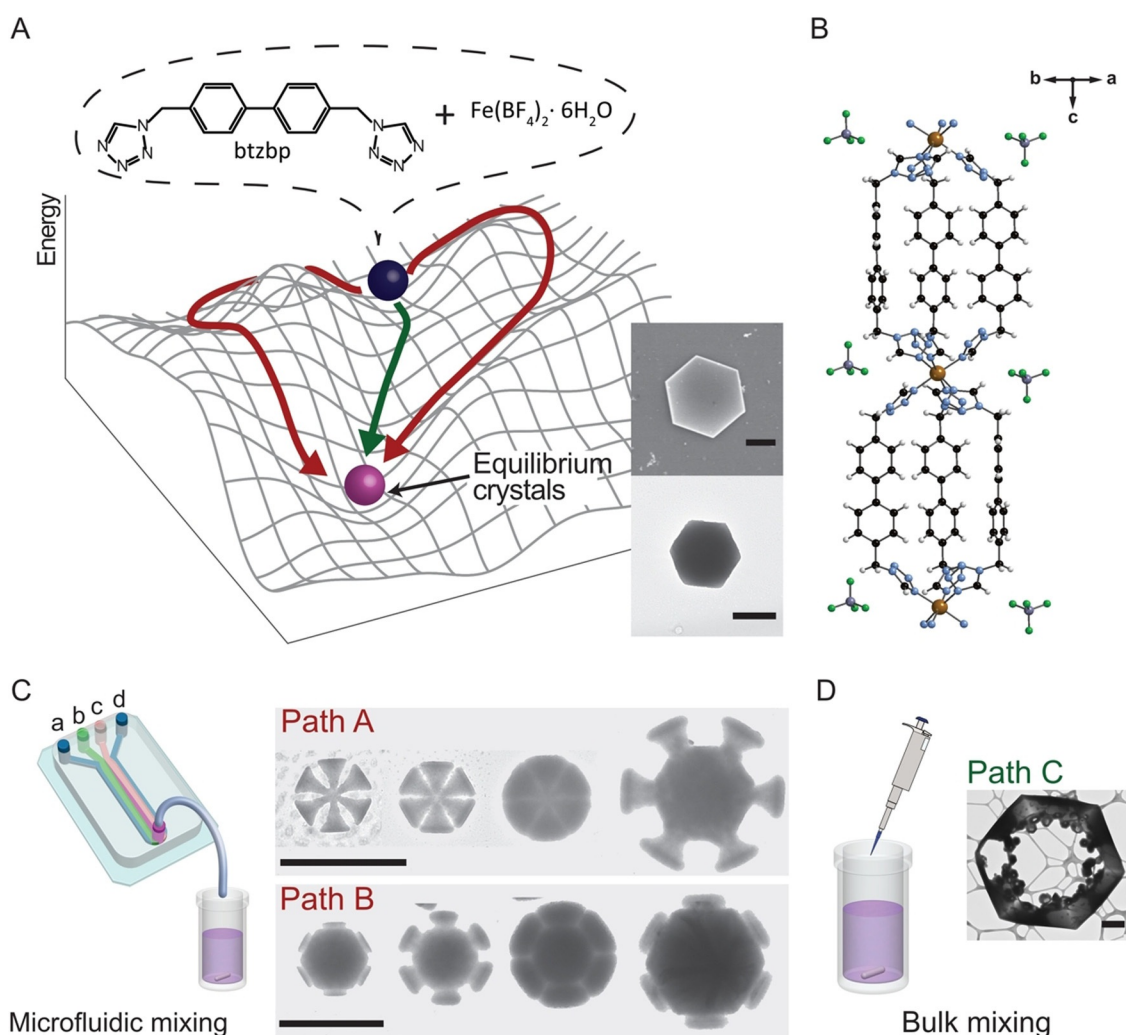 A
B
N
N
N
N
btzbp
N
N
N
N
+ Fe(BF₄)₂· 6H₂O
b
a
c
Energy
Equilibrium
crystals
C
D
a
b
c
d
Path A
Path B
Path C
Microfluidic mixing
Bulk mixing